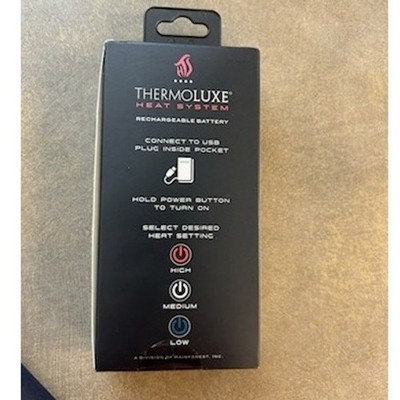 THERMOLUXE®
HEAT SYSTEM
RECHARGEABLE BATTERY
CONNECT TO USB
PLUG INSIDE POCKET
HOLD POWER BUTTON
TO TURN ON
SELECT DESIRED
HEAT SETTING
HIGH
MEDIUM
LOW
A DIVISION OF RAINFOREST, INC.